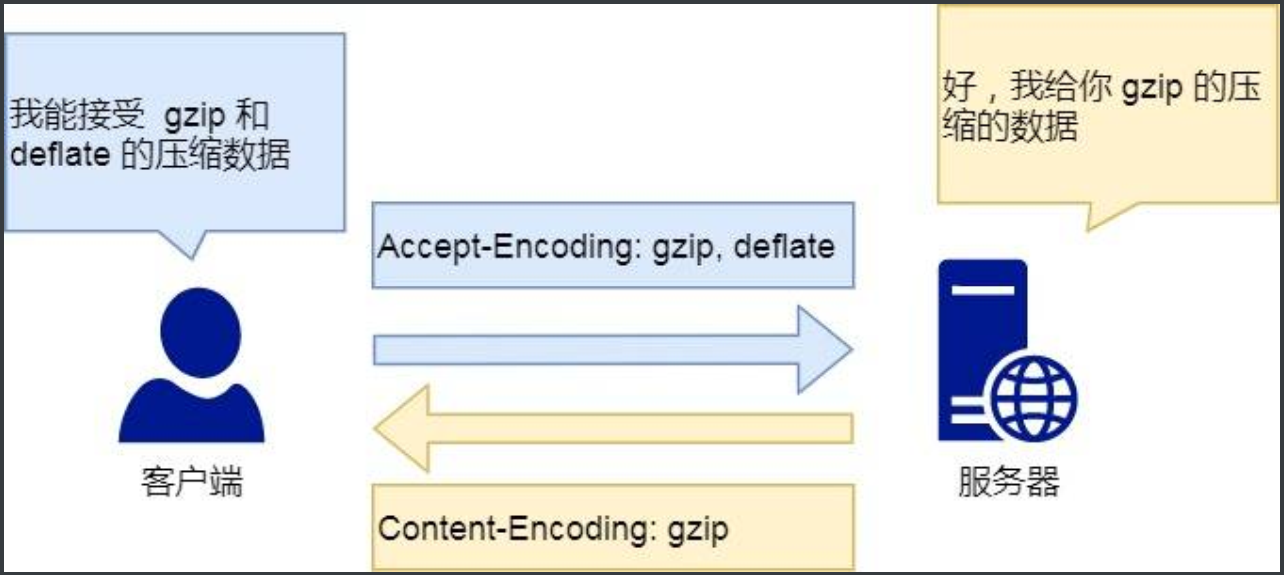 我能接受 gzip 和
deflate 的压缩数据
好，我给你 gzip 的压
缩的数据
Accept-Encoding: gzip, deflate
客户端
服务器
Content-Encoding: gzip